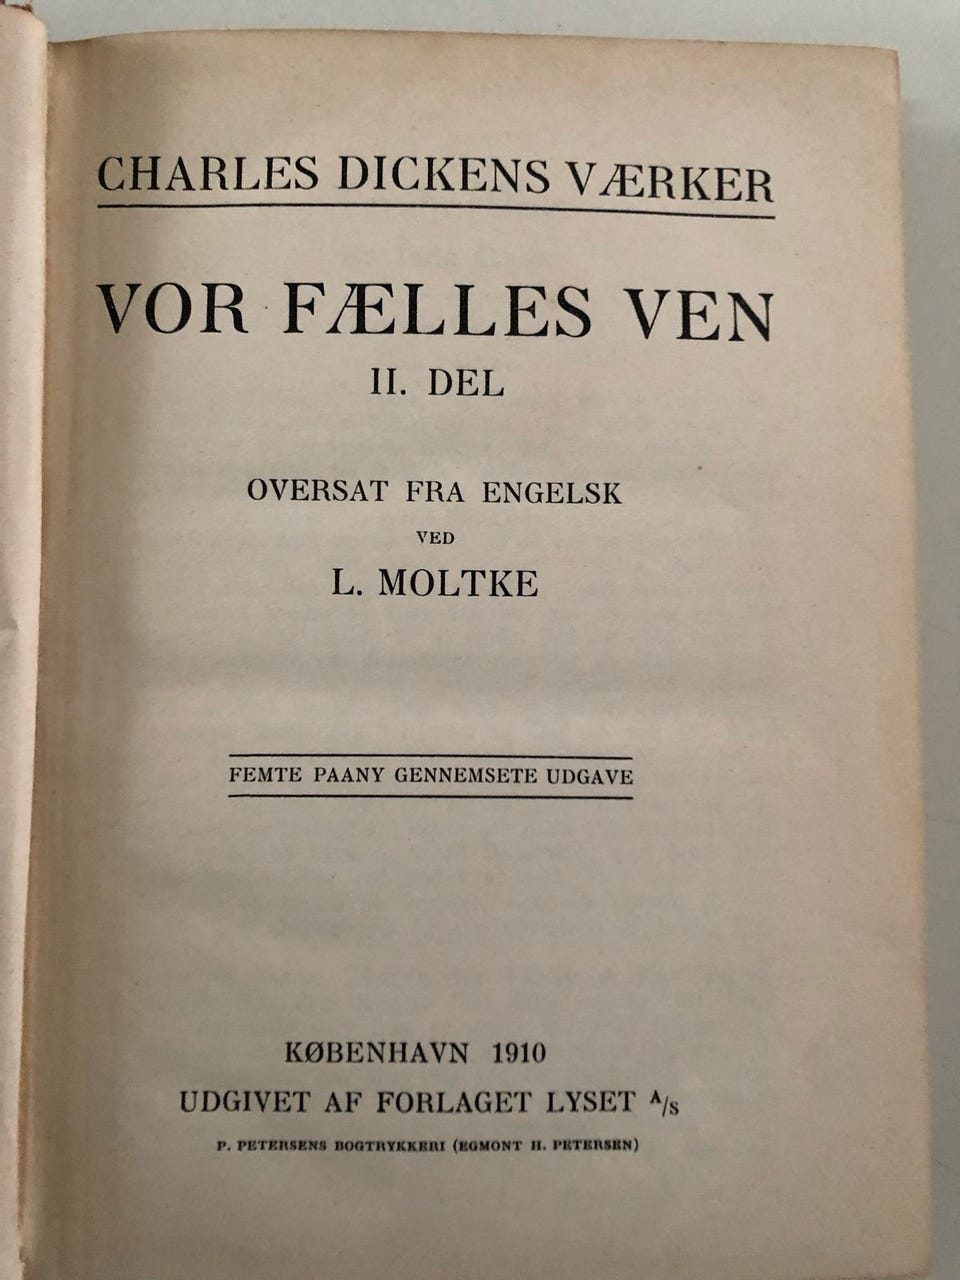 CHARLES DICKENS VÆRKER
VOR FÆLLES VEN
II. DEL
OVERSAT FRA ENGELSK
VED
L. MOLTKE
FEMTE PAANY GENNEMSETE UDGAVE
KØBENHAVN 1910
UDGIVET AF FORLAGET LYSET A/S
P. PETERSENS BOGTRYKKERI (EGMONT H. PETERSEN)